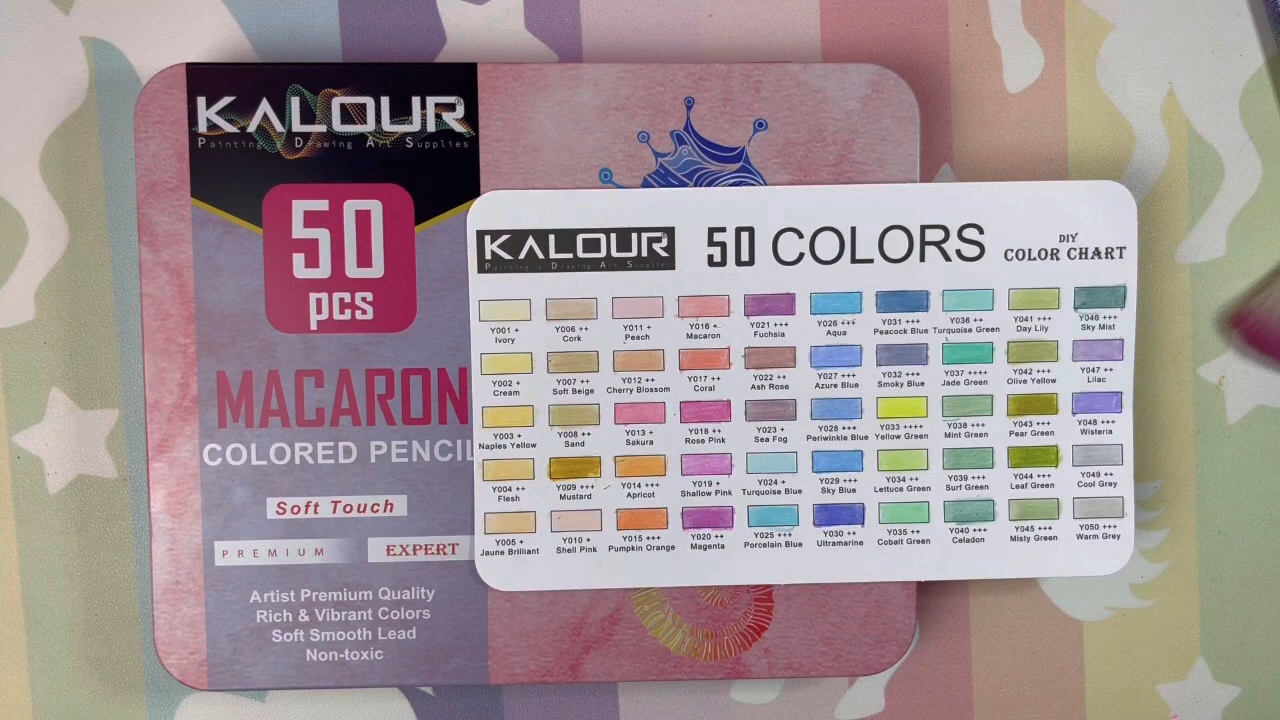 KALOUR®
Painting & Drawing Art Supplies
50
pcs
MACARON
COLORED PENCIL
Soft Touch
PREMIUM
EXPERT
Artist Premium Quality
Rich & Vibrant Colors
Soft Smooth Lead
Non-toxic
KALOUR®
Painting & Drawing Art Supplies
50 COLORS
DIY
COLOR CHART
Y001 + Y006 ++ Y011 + Y016 + Y021 +++ Y026 +++ Y031 +++ Y036 ++ Y041 +++ Y046 +++
Ivory Cork Peach Macaron Fuchsia Aqua Peacock Blue Turquoise Green Day Lily Sky Mist
Y002 + Y007 ++ Y012 ++ Y017 ++ Y022 ++ Y027 +++ Y032 +++ Y037 ++++ Y042 +++ Y047 ++
Cream Soft Beige Cherry Blossom Coral Ash Rose Azure Blue Smoky Blue Jade Green Olive Yellow Lilac
Y003 + Y008 ++ Y013 + Y018 ++ Y023 + Y028 +++ Y033 ++++ Y038 +++ Y043 +++ Y048 +++
Naples Yellow Sand Sakura Rose Pink Sea Fog Periwinkle Blue Yellow Green Mint Green Pear Green Wisteria
Y004 ++ Y009 +++ Y014 +++ Y019 + Y024 + Y029 +++ Y034 ++ Y039 +++ Y044 +++ Y049 ++
Flesh Mustard Apricot Shallow Pink Turquoise Blue Sky Blue Lettuce Green Surf Green Leaf Green Cool Grey
Y005 + Y010 + Y015 +++ Y020 ++ Y025 +++ Y030 ++ Y035 ++ Y040 +++ Y045 +++ Y050 ++
Jaune Brilliant Shell Pink Pumpkin Orange Magenta Porcelain Blue Ultramarine Cobalt Green Celadon Misty Green Warm Grey